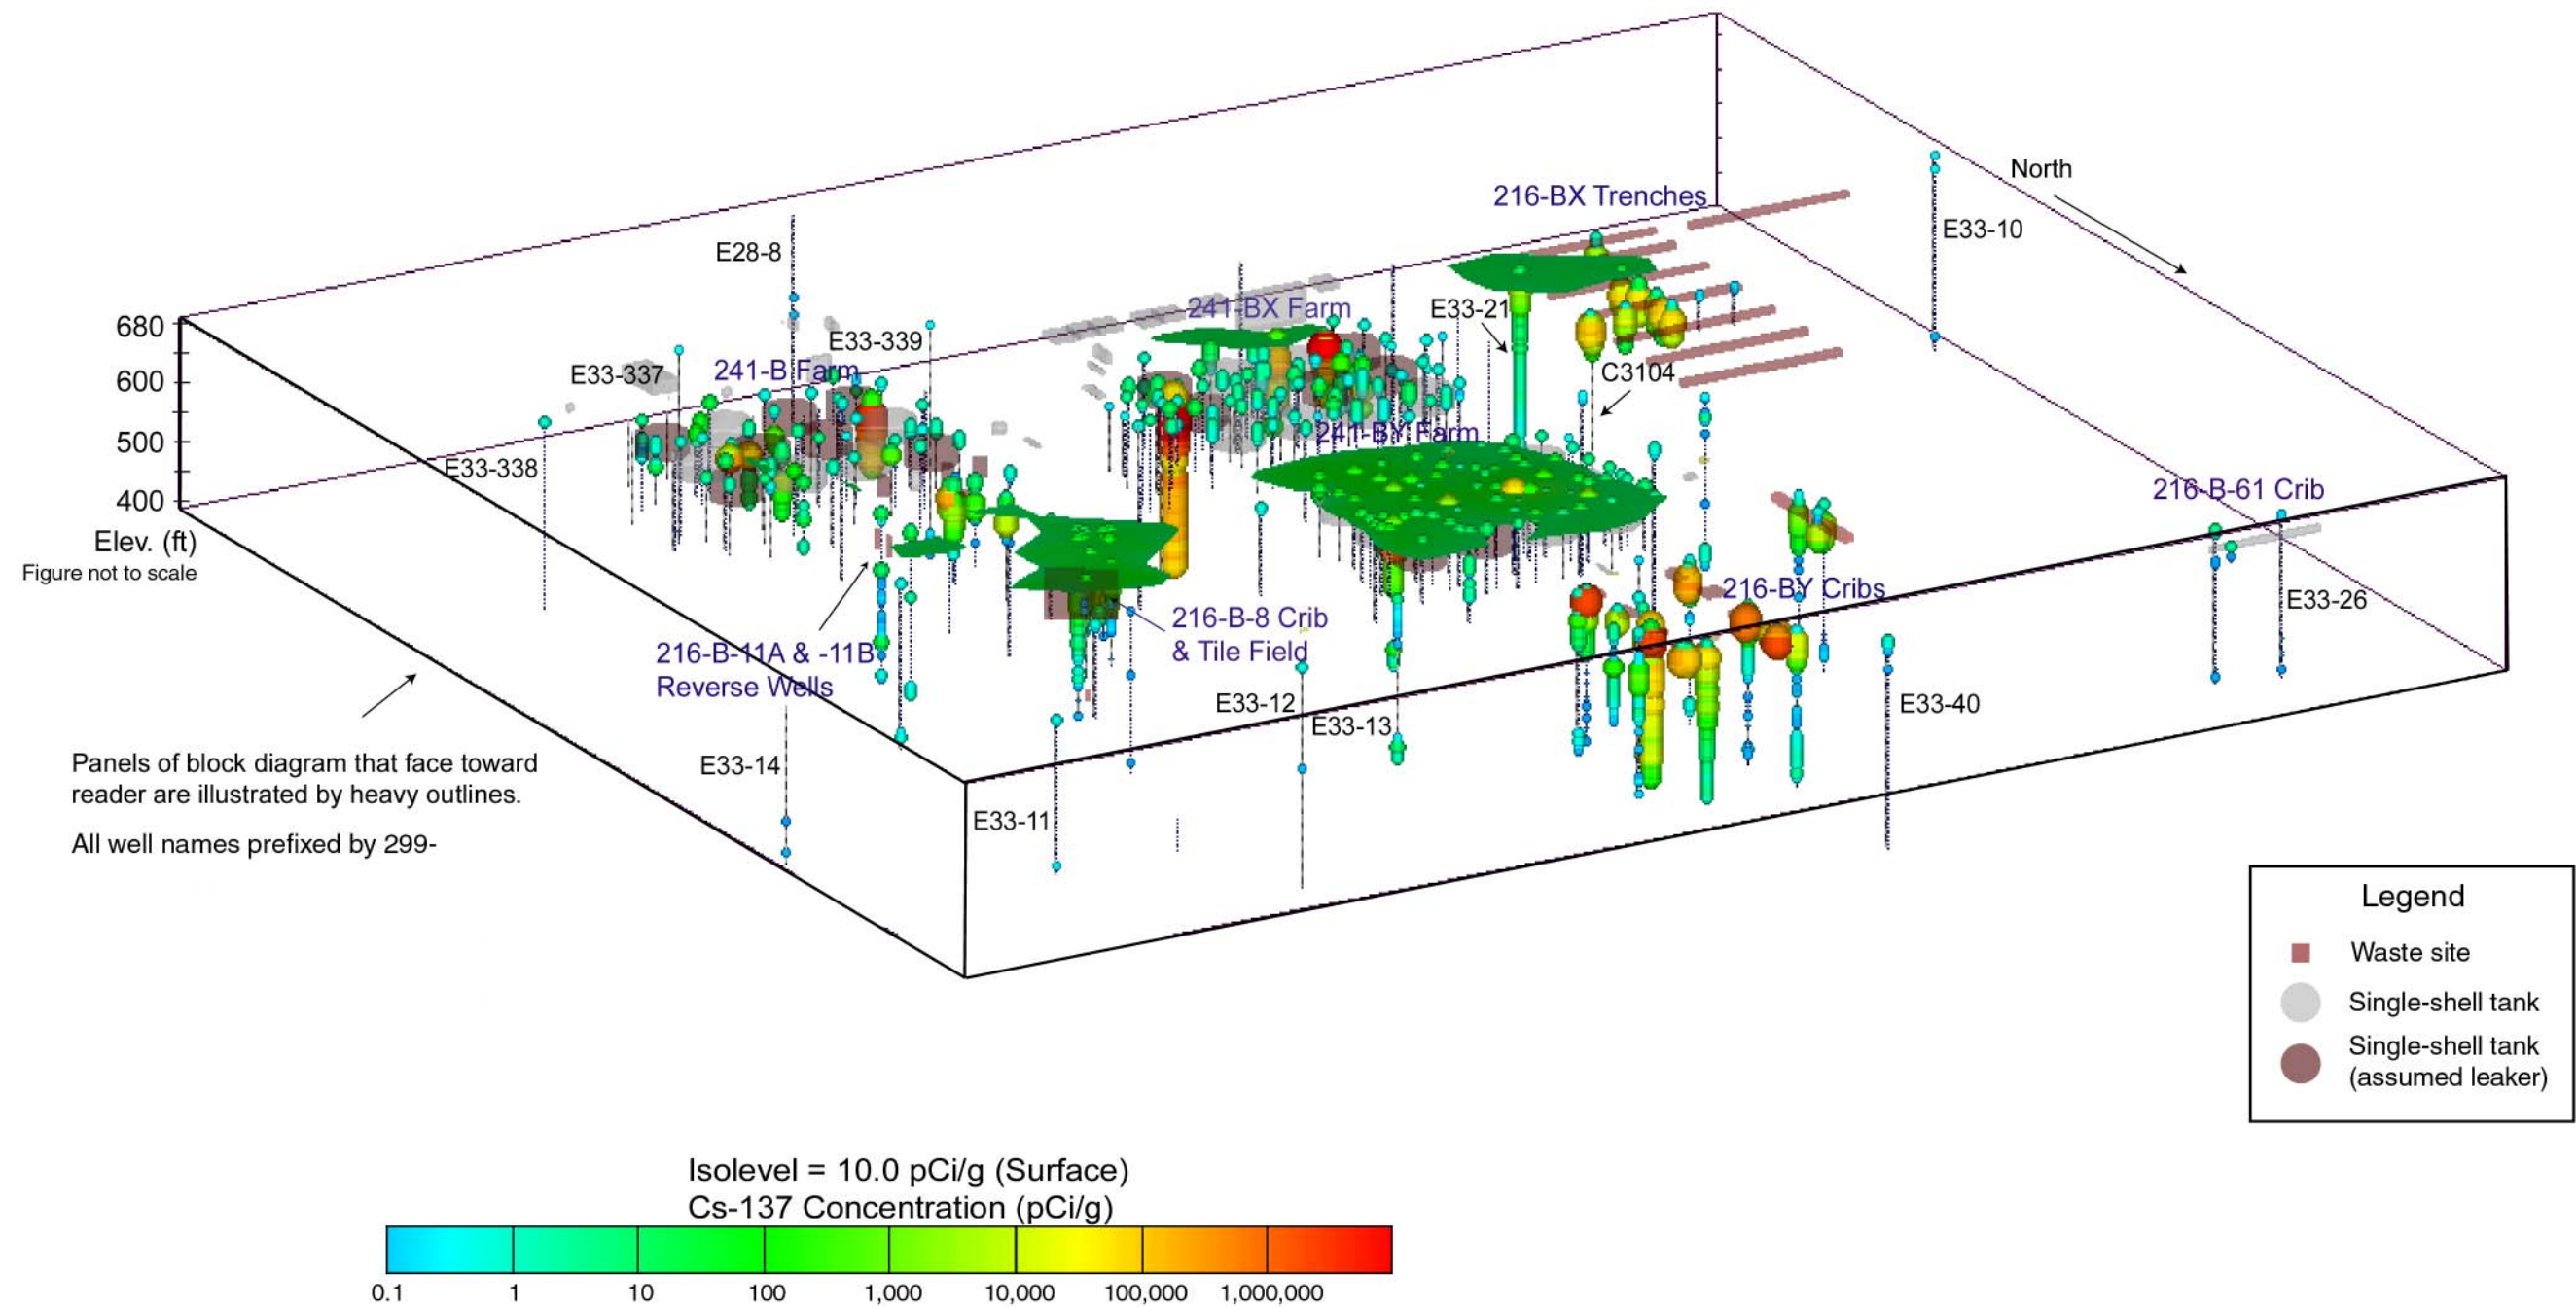 216-BX Trenches
North
E33-10
E28-8
241-BX Farm
E33-21
680
E33-339
E33-337
241-B Farm
C3104
600
500
241-BY Farm
E33-338
400
216-B-61 Crib
Elev. (ft)
Figure not to scale
216-BY Cribs
E33-26
216-B-8 Crib
& Tile Field
216-B-11A & -11B
Reverse Wells
E33-12
E33-13
E33-40
E33-14
E33-11
Panels of block diagram that face toward
reader are illustrated by heavy outlines.
All well names prefixed by 299-
Legend
Waste site
Single-shell tank
Single-shell tank
(assumed leaker)
Isolevel = 10.0 pCi/g (Surface)
Cs-137 Concentration (pCi/g)
0.1 1 10 100 1,000 10,000 100,000 1,000,000